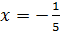 x = −1/5